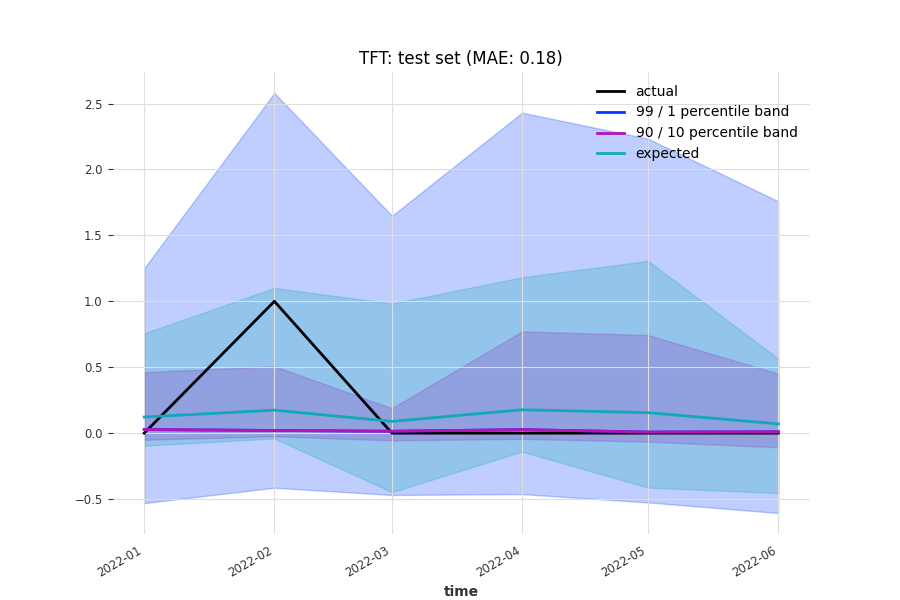 TFT: test set (MAE: 0.18)
actual
99 / 1 percentile band
90 / 10 percentile band
expected
2.5
2.0
1.5
1.0
0.5
0.0
−0.5
2022-01
2022-02
2022-03
2022-04
2022-05
2022-06
time